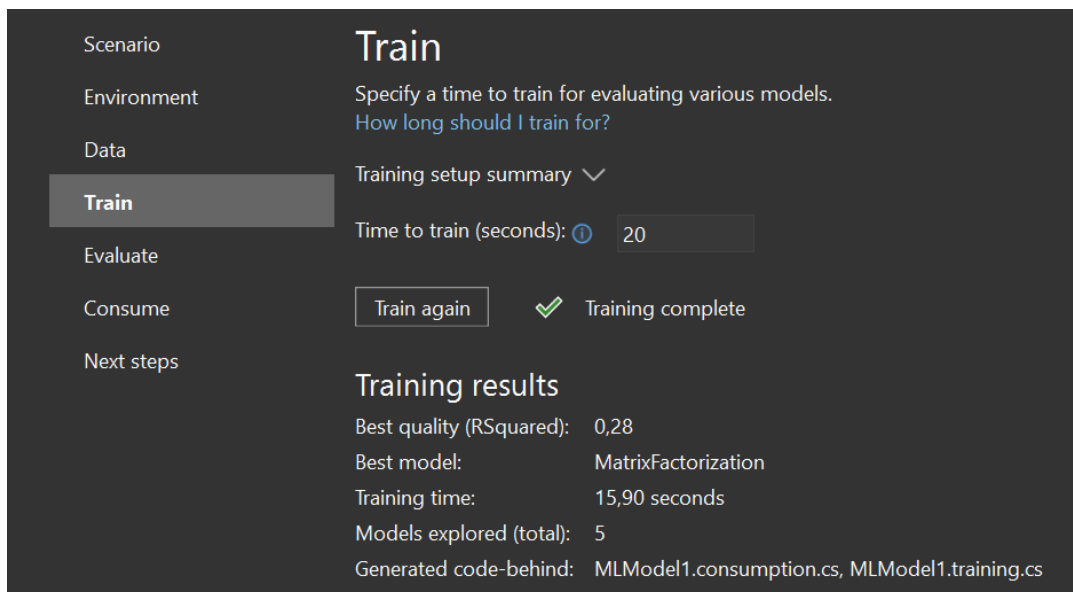 Scenario
Environment
Data
Train
Evaluate
Consume
Next steps
Train
Specify a time to train for evaluating various models.
How long should I train for?
Training setup summary
Time to train (seconds): 20
Train again Training complete
Training results
Best quality (RSquared): 0,28
Best model: MatrixFactorization
Training time: 15,90 seconds
Models explored (total): 5
Generated code-behind: MLModel1.consumption.cs, MLModel1.training.cs